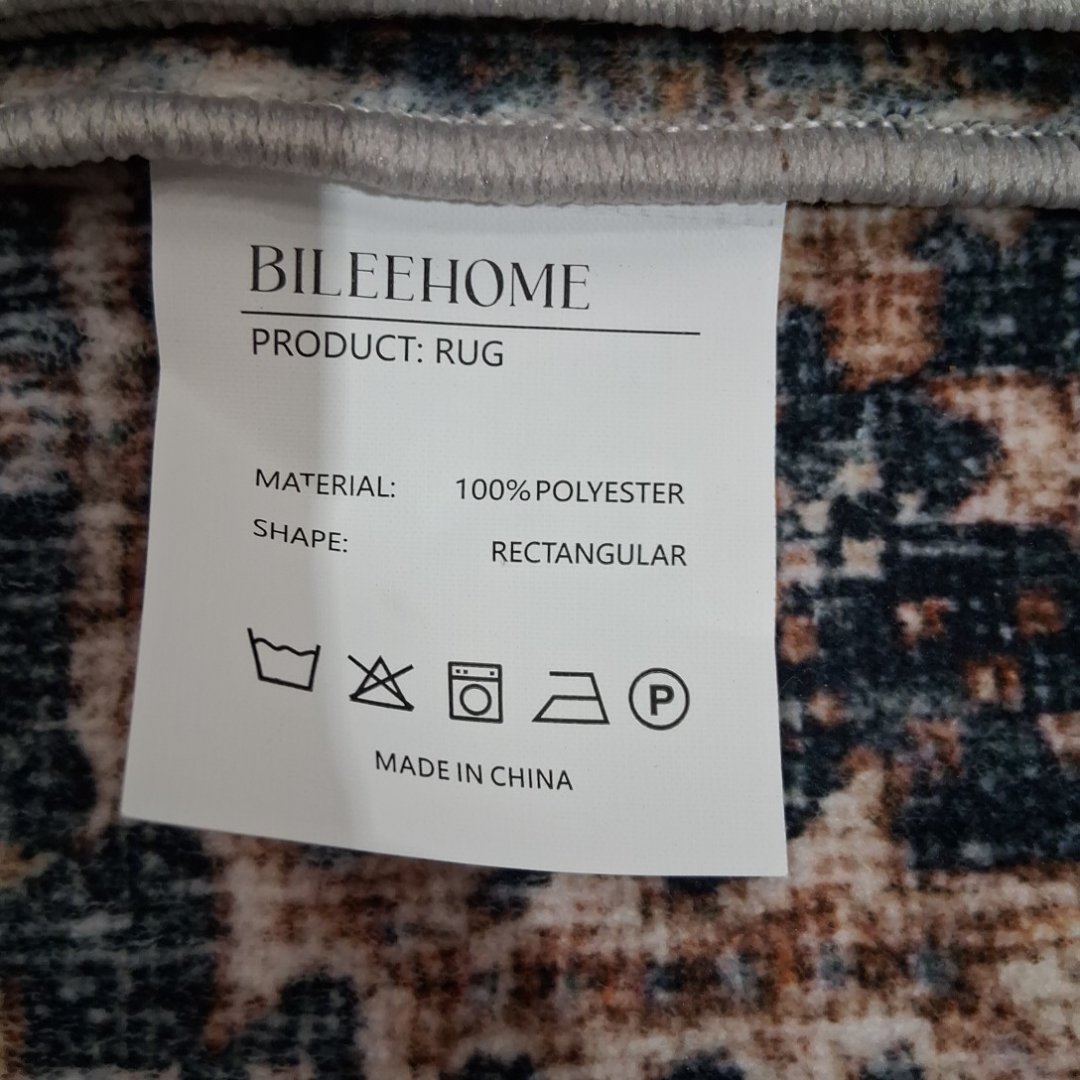 BILEEHOME
PRODUCT: RUG
MATERIAL: 100%POLYESTER
SHAPE: RECTANGULAR
P
MADE IN CHINA